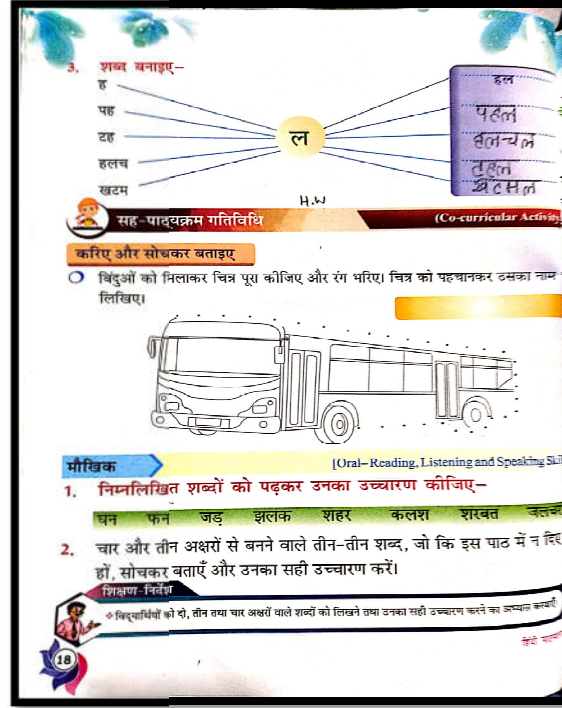 3. शब्द बनाइए–
ह
पह
टह
हलच
खटम
ल
हल
पहल
हलचल
टहल
खटमल
H.W
सह-पाठ्यक्रम गतिविधि (Co-curricular Activity
करिए और सोचकर बताइए
बिंदुओं को मिलाकर चित्र पूरा कीजिए और रंग भरिए। चित्र को पहचानकर उसका नाम
लिखिए।
मौखिक [Oral–Reading, Listening and Speaking Ski
1. निम्नलिखित शब्दों को पढ़कर उनका उच्चारण कीजिए–
घन फन जड़ झलक शहर कलश शरबत जलच
2. चार और तीन अक्षरों से बनने वाले तीन-तीन शब्द, जो कि इस पाठ में न दिए
हों, सोचकर बताएँ और उनका सही उच्चारण करें।
शिक्षण-निर्देश
❖ विद्यार्थियों को दो, तीन तथा चार अक्षरों वाले शब्दों को लिखने तथा उनका सही उच्चारण करने का अभ्यास करवाएँ
हिंदी
18